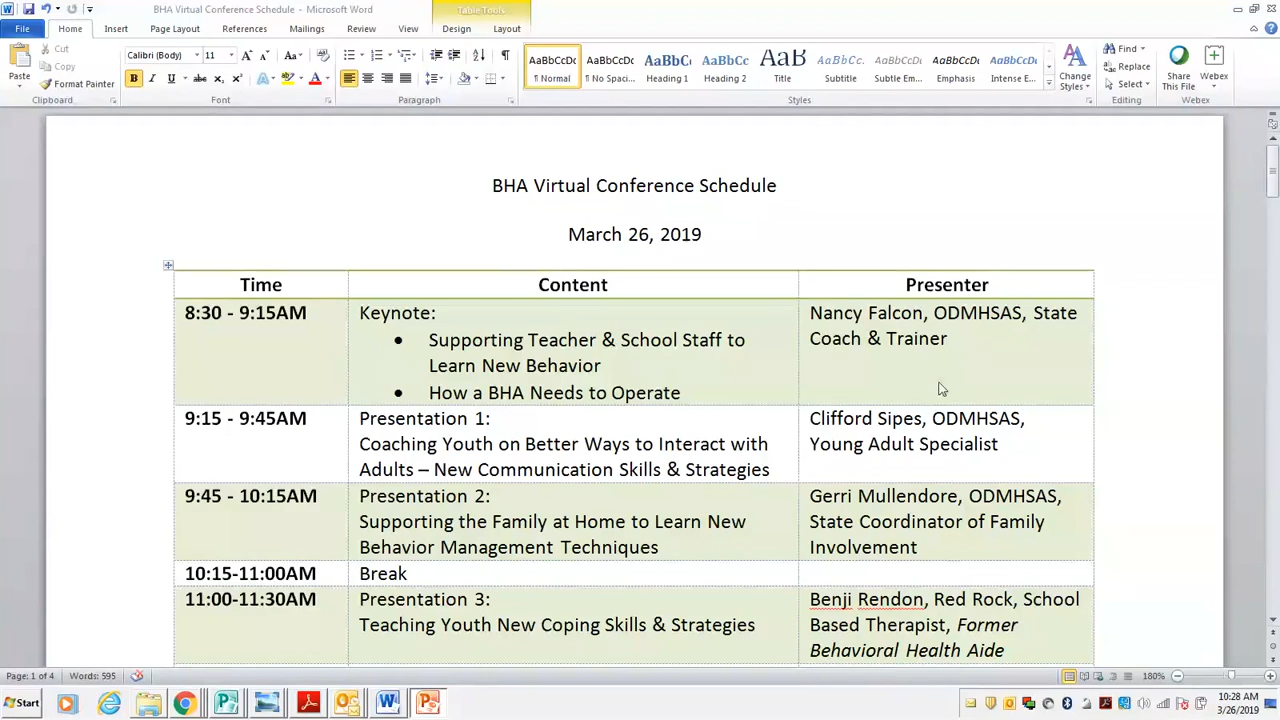 BHA Virtual Conference Schedule - Microsoft Word
Table Tools
File Home Insert Page Layout References Mailings Review View Design Layout
Paste
Cut
Copy
Format Painter
Clipboard
Calibri (Body) 11
Font
Paragraph
AaBbCcDc AaBbCcDc AaBbC AaBbCc AaB AaBbCc. AaBbCcDc AaBbCcDc AaBbCcDc
¶ Normal ¶ No Spaci... Heading 1 Heading 2 Title Subtitle Subtle Em... Emphasis Intense E...
Change
Styles
Styles
Find
Replace
Select
Editing
Share
This File
Webex
Webex
BHA Virtual Conference Schedule
March 26, 2019
Time Content Presenter
8:30 - 9:15AM Keynote: Nancy Falcon, ODMHSAS, State
• Supporting Teacher & School Staff to Coach & Trainer
Learn New Behavior
• How a BHA Needs to Operate
9:15 - 9:45AM Presentation 1: Clifford Sipes, ODMHSAS,
Coaching Youth on Better Ways to Interact with Young Adult Specialist
Adults – New Communication Skills & Strategies
9:45 - 10:15AM Presentation 2: Gerri Mullendore, ODMHSAS,
Supporting the Family at Home to Learn New State Coordinator of Family
Behavior Management Techniques Involvement
10:15-11:00AM Break
11:00-11:30AM Presentation 3: Benji Rendon, Red Rock, School
Teaching Youth New Coping Skills & Strategies Based Therapist, Former
Behavioral Health Aide
Page: 1 of 4 Words: 595 180%
Start 10:28 AM
3/26/2019